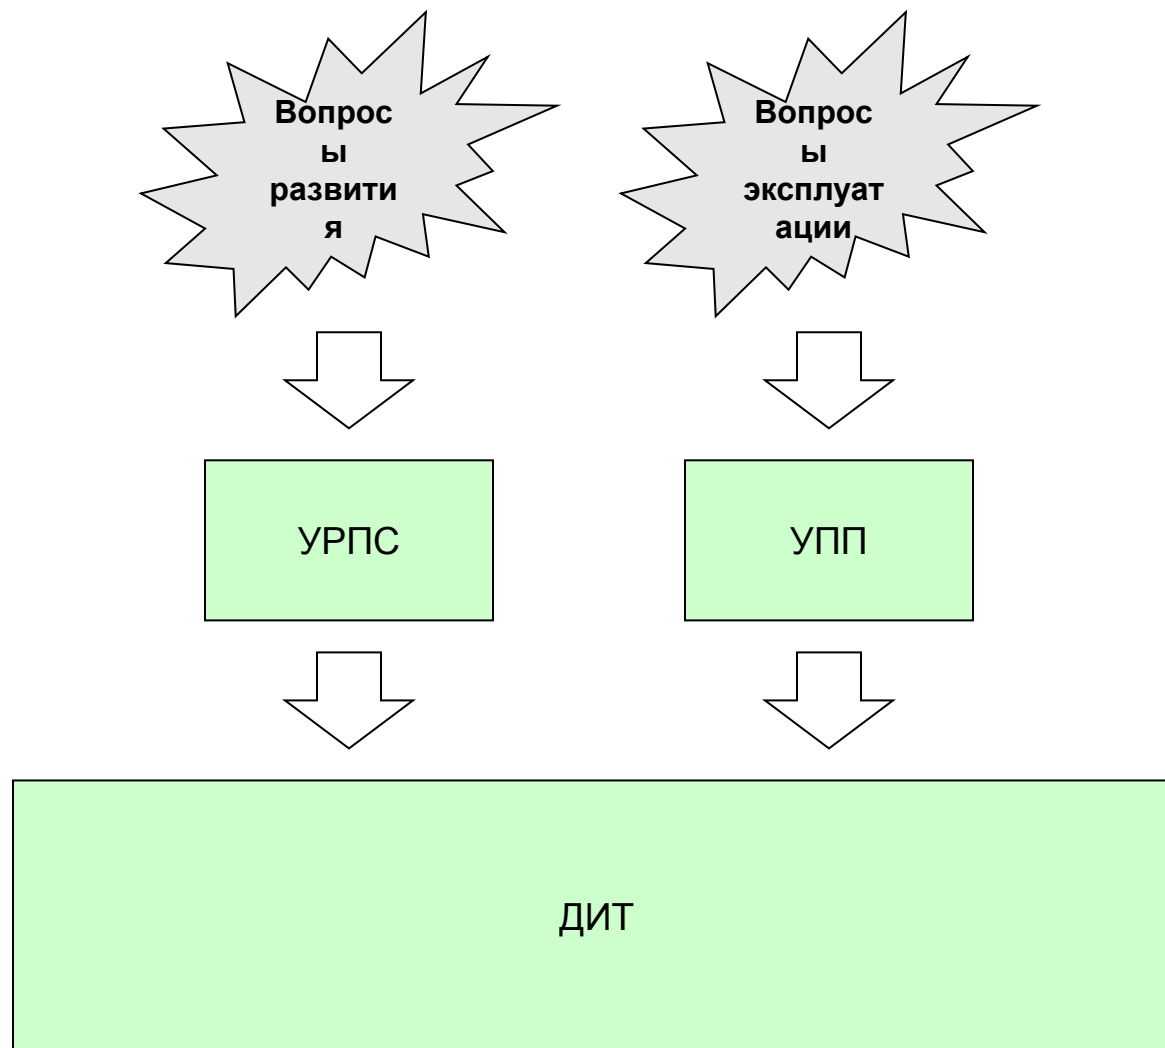 Вопрос
ы
развити
я
Вопрос
ы
эксплуат
ации
УРПС
УПП
ДИТ